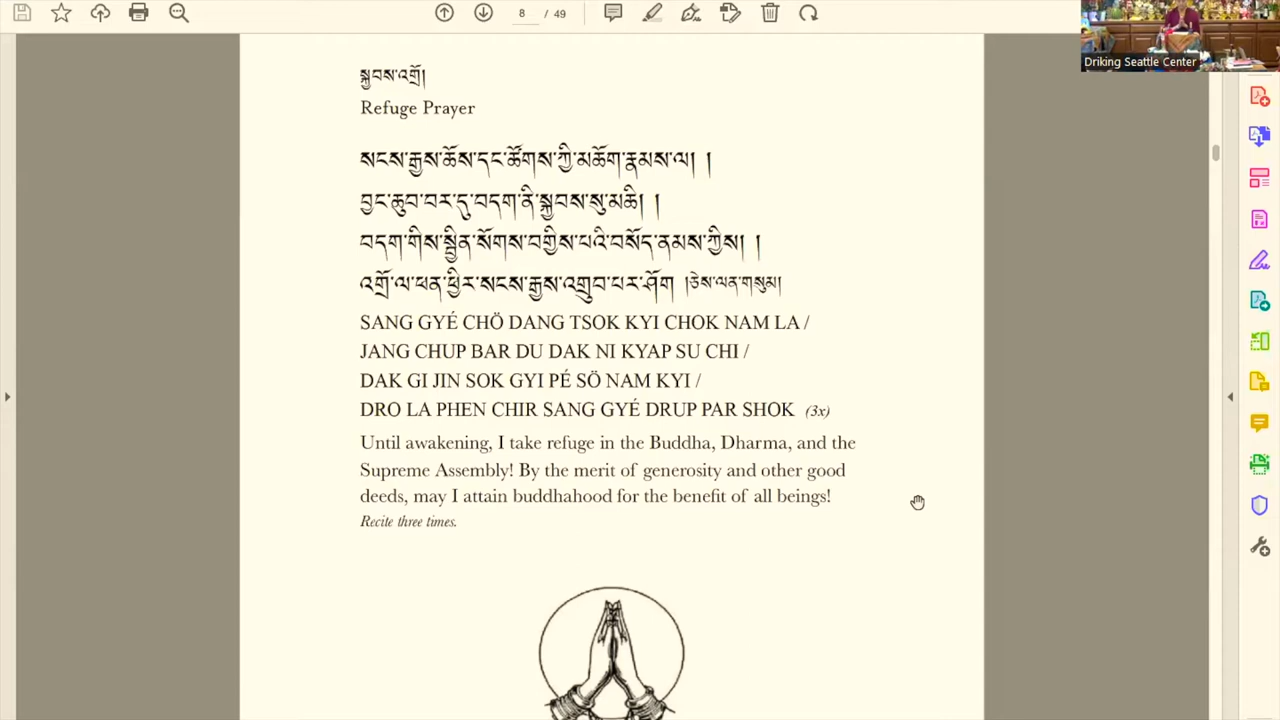 8 / 49
Driking Seattle Center
སྐྱབས་འགྲོ།
Refuge Prayer
སངས་རྒྱས་ཆོས་དང་ཚོགས་ཀྱི་མཆོག་རྣམས་ལ། །
བྱང་ཆུབ་བར་དུ་བདག་ནི་སྐྱབས་སུ་མཆི། །
བདག་གིས་སྦྱིན་སོགས་བགྱིས་པའི་བསོད་ནམས་ཀྱིས། །
འགྲོ་ལ་ཕན་ཕྱིར་སངས་རྒྱས་འགྲུབ་པར་ཤོག །ཅེས་ལན་གསུམ།
SANG GYÉ CHÖ DANG TSOK KYI CHOK NAM LA /
JANG CHUP BAR DU DAK NI KYAP SU CHI /
DAK GI JIN SOK GYI PÉ SÖ NAM KYI /
DRO LA PHEN CHIR SANG GYÉ DRUP PAR SHOK (3x)
Until awakening, I take refuge in the Buddha, Dharma, and the
Supreme Assembly! By the merit of generosity and other good
deeds, may I attain buddhahood for the benefit of all beings!
Recite three times.